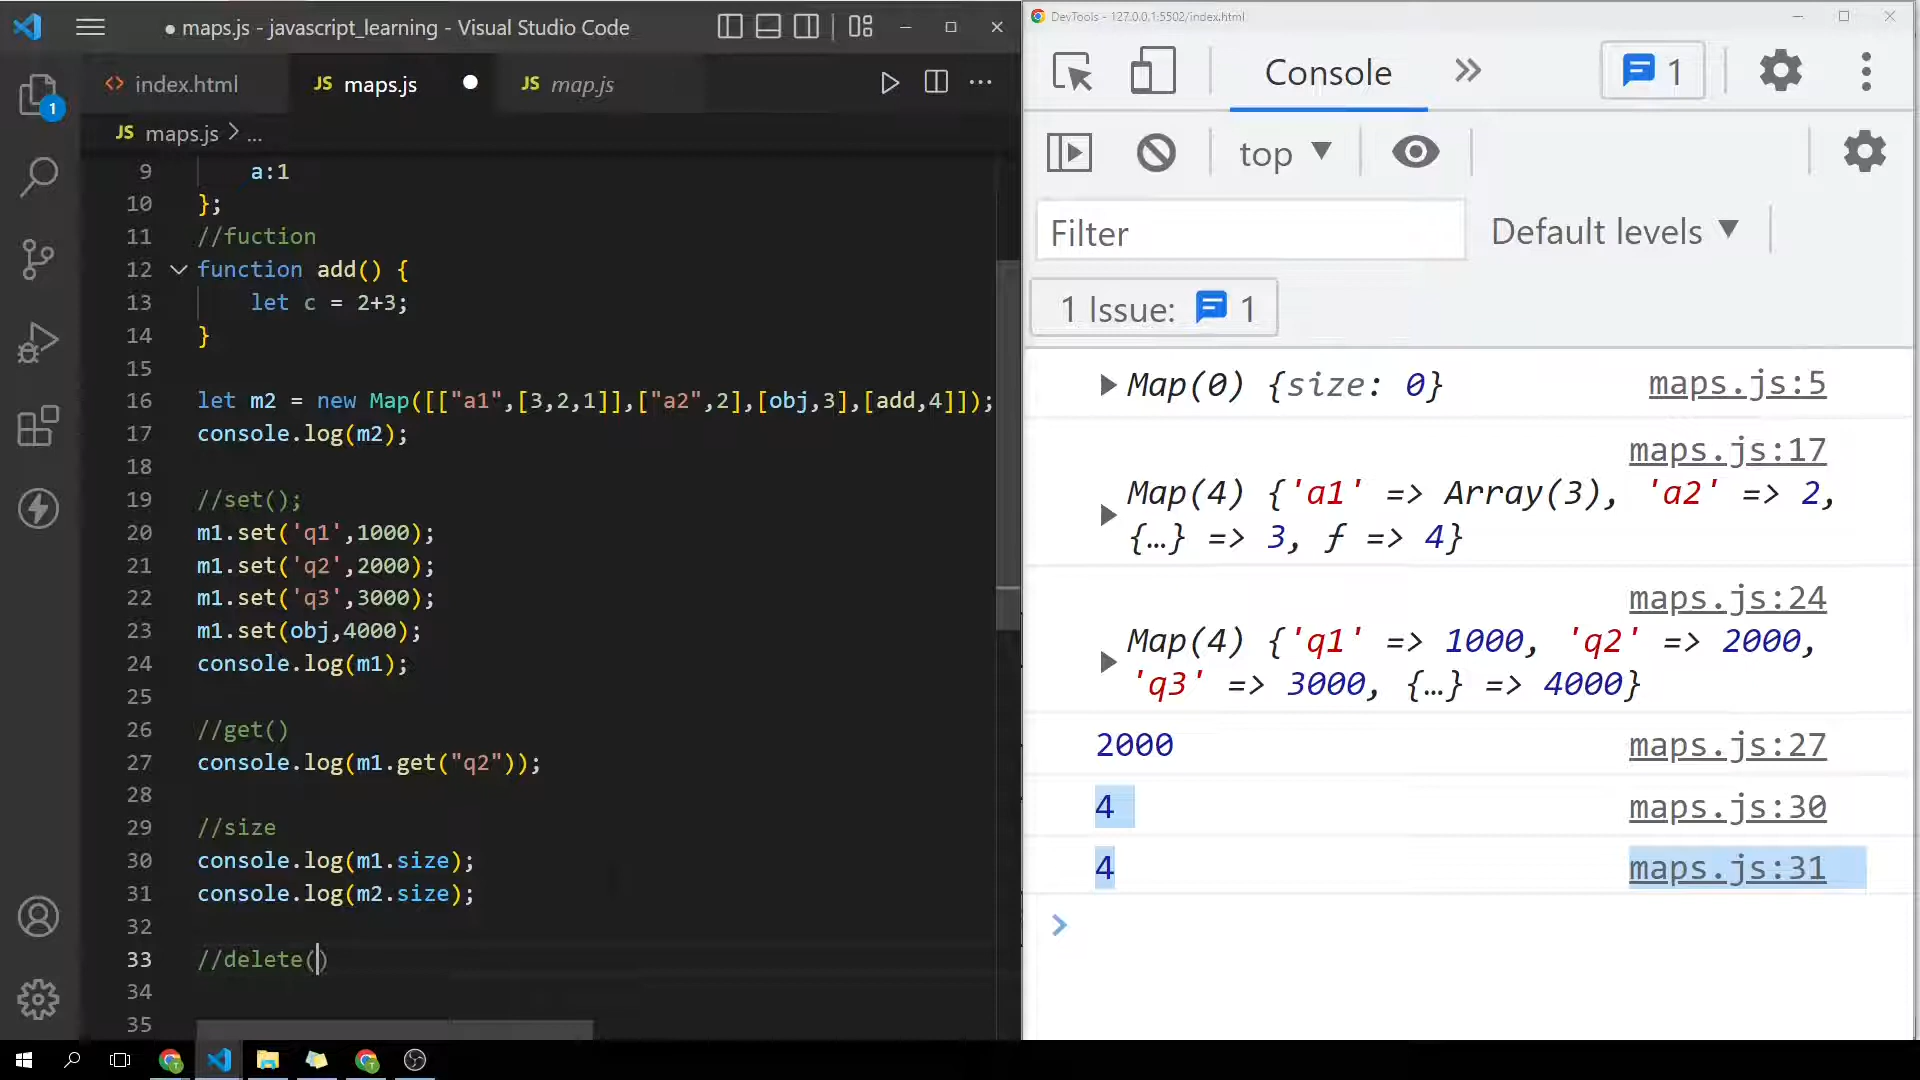 maps.js - javascript_learning - Visual Studio Code
index.html
JS maps.js
JS map.js
JS maps.js > ...
1
9 a:1
10 };
11 //fuction
12 function add() {
13 let c = 2+3;
14 }
15
16 let m2 = new Map([["a1",[3,2,1]],["a2",2],[obj,3],[add,4]]);
17 console.log(m2);
18
19 //set();
20 m1.set('q1',1000);
21 m1.set('q2',2000);
22 m1.set('q3',3000);
23 m1.set(obj,4000);
24 console.log(m1);
25
26 //get()
27 console.log(m1.get("q2"));
28
29 //size
30 console.log(m1.size);
31 console.log(m2.size);
32
33 //delete()
34
35
DevTools - 127.0.0.1:5502/index.html
Console
1
top
Filter
Default levels
1 Issue: 1
Map(0) {size: 0} maps.js:5
maps.js:17
Map(4) {'a1' => Array(3), 'a2' => 2,
{…} => 3, ƒ => 4}
maps.js:24
Map(4) {'q1' => 1000, 'q2' => 2000,
'q3' => 3000, {…} => 4000}
2000 maps.js:27
4 maps.js:30
4 maps.js:31